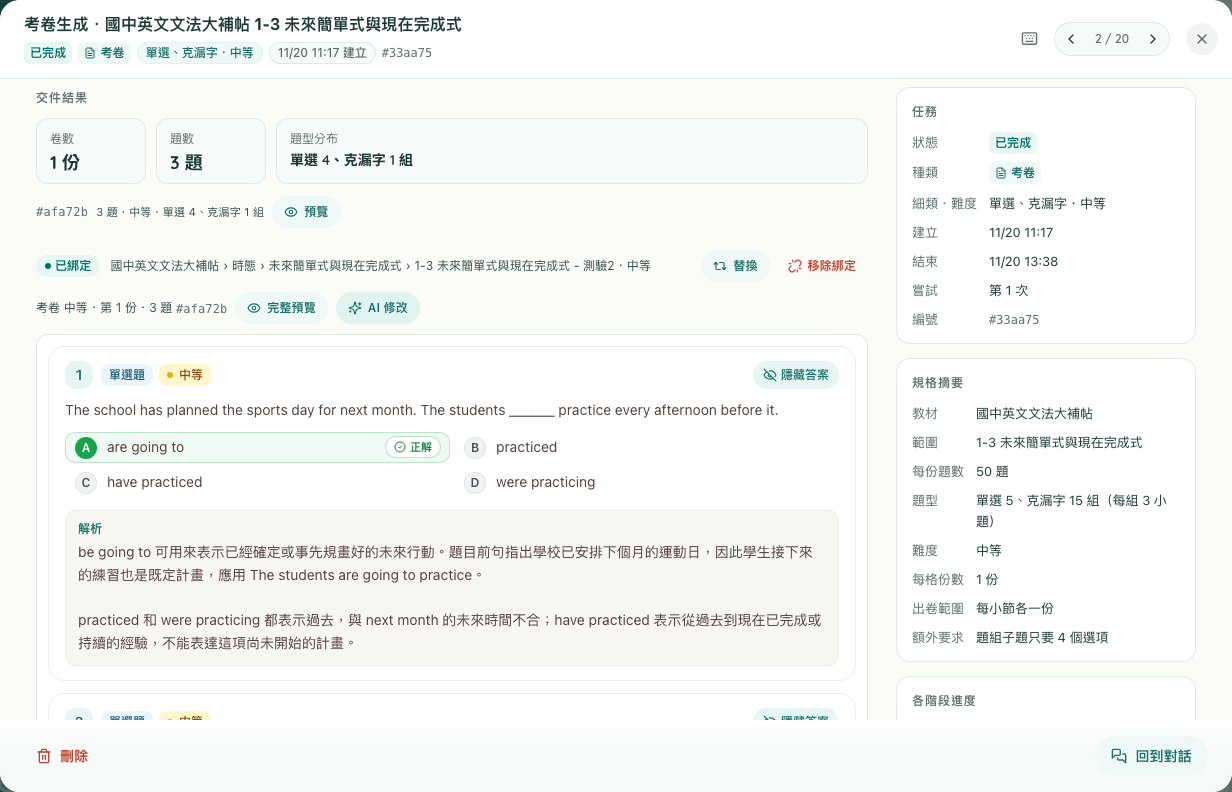 考卷生成 · 國中英文文法大補帖 1-3 未來簡單式與現在完成式
已完成 考卷 單選、克漏字 · 中等 11/20 11:17 建立 #33aa75
2 / 20
交件結果
卷數
1 份
題數
3 題
題型分布
單選 4、克漏字 1 組
#afa72b 3 題 · 中等 · 單選 4、克漏字 1 組 預覽
已綁定 國中英文文法大補帖 › 時態 › 未來簡單式與現在完成式 › 1-3 未來簡單式與現在完成式 - 測驗2 · 中等 替換 移除綁定
考卷 中等 · 第 1 份 · 3 題 #afa72b 完整預覽 AI 修改
1 單選題 中等 隱藏答案
The school has planned the sports day for next month. The students ______ practice every afternoon before it.
A are going to 正解
B practiced
C have practiced
D were practicing
解析
be going to 可用來表示已經確定或事先規畫好的未來行動。題目前句指出學校已安排下個月的運動日，因此學生接下來
的練習也是既定計畫，應用 The students are going to practice。
practiced 和 were practicing 都表示過去，與 next month 的未來時間不合；have practiced 表示從過去到現在已完成或
持續的經驗，不能表達這項尚未開始的計畫。
單選題 中等 隱藏答案
任務
狀態 已完成
種類 考卷
細類 · 難度 單選、克漏字 · 中等
建立 11/20 11:17
結束 11/20 13:38
嘗試 第 1 次
編號 #33aa75
規格摘要
教材 國中英文文法大補帖
範圍 1-3 未來簡單式與現在完成式
每份題數 50 題
題型 單選 5、克漏字 15 組（每組 3 小
題）
難度 中等
每格份數 1 份
出卷範圍 每小節各一份
額外要求 題組子題只要 4 個選項
各階段進度
刪除
回到對話